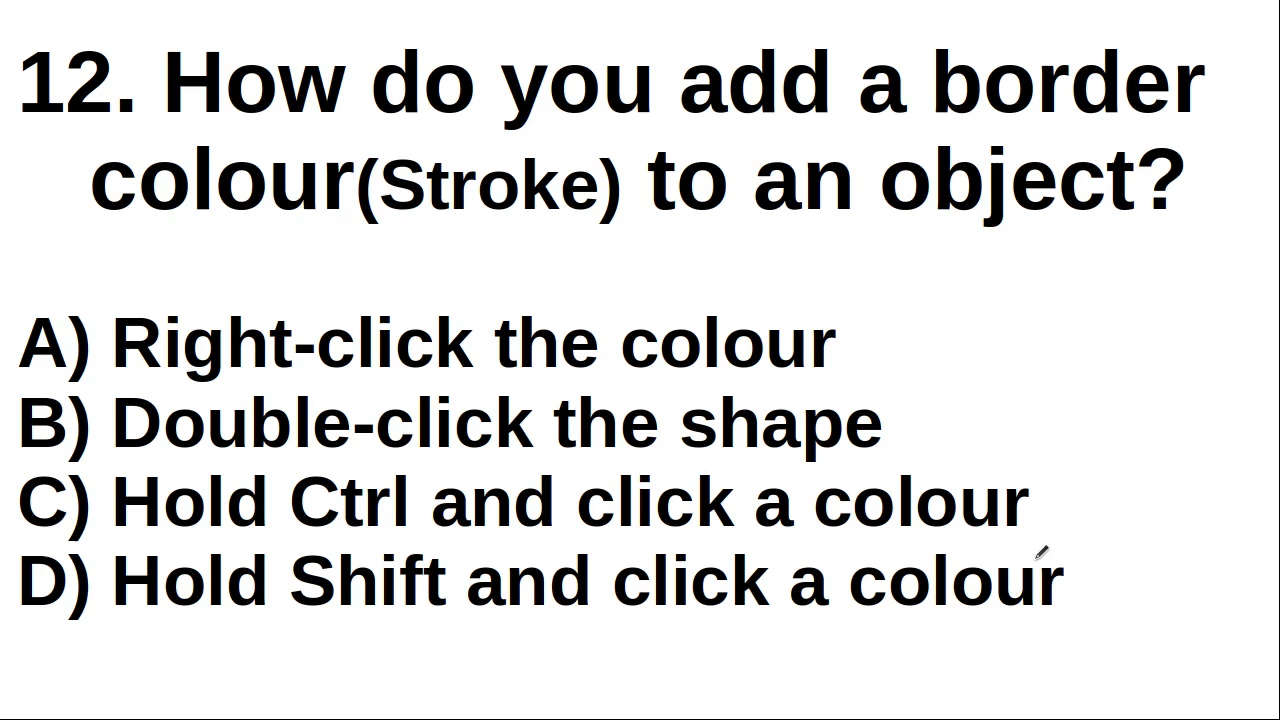 12. How do you add a border
colour(Stroke) to an object?
A) Right-click the colour
B) Double-click the shape
C) Hold Ctrl and click a colour
D) Hold Shift and click a colour